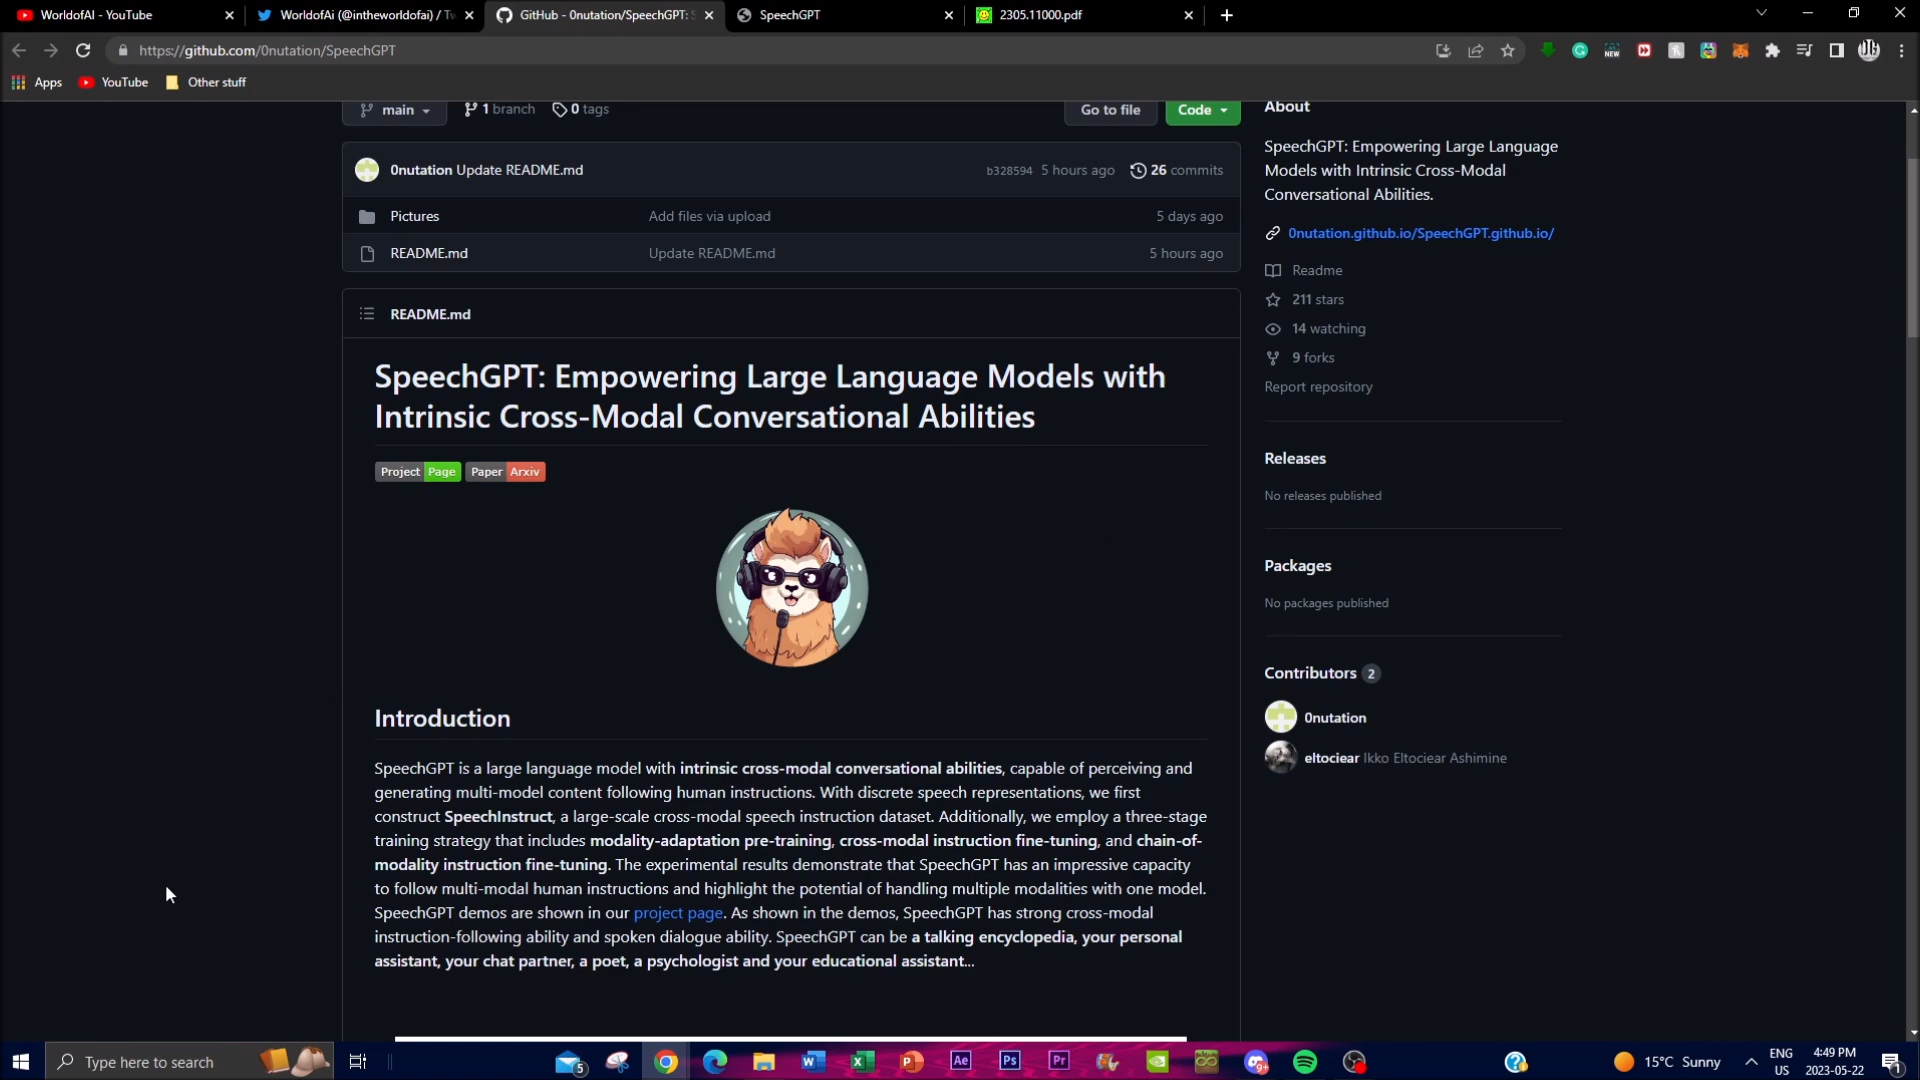 WorldofAI - YouTube
WorldofAi (@intheworldofai) / Tw
GitHub - 0nutation/SpeechGPT: S
SpeechGPT
2305.11000.pdf
https://github.com/0nutation/SpeechGPT
NEW
Apps
YouTube
Other stuff
main
1 branch
0 tags
Go to file
Code
About
SpeechGPT: Empowering Large Language
Models with Intrinsic Cross-Modal
Conversational Abilities.
0nutation Update README.md
b328594 5 hours ago
26 commits
Pictures
Add files via upload
5 days ago
README.md
Update README.md
5 hours ago
0nutation.github.io/SpeechGPT.github.io/
Readme
211 stars
14 watching
9 forks
Report repository
README.md
SpeechGPT: Empowering Large Language Models with
Intrinsic Cross-Modal Conversational Abilities
Project Page
Paper Arxiv
Releases
No releases published
Packages
No packages published
Contributors 2
0nutation
eltociear Ikko Eltociear Ashimine
Introduction
SpeechGPT is a large language model with intrinsic cross-modal conversational abilities, capable of perceiving and
generating multi-model content following human instructions. With discrete speech representations, we first
construct SpeechInstruct, a large-scale cross-modal speech instruction dataset. Additionally, we employ a three-stage
training strategy that includes modality-adaptation pre-training, cross-modal instruction fine-tuning, and chain-of-
modality instruction fine-tuning. The experimental results demonstrate that SpeechGPT has an impressive capacity
to follow multi-modal human instructions and highlight the potential of handling multiple modalities with one model.
SpeechGPT demos are shown in our project page. As shown in the demos, SpeechGPT has strong cross-modal
instruction-following ability and spoken dialogue ability. SpeechGPT can be a talking encyclopedia, your personal
assistant, your chat partner, a poet, a psychologist and your educational assistant...
Type here to search
5
W
X
P
Ae
Ps
Pr
9+
15°C Sunny
ENG
US
4:49 PM
2023-05-22
1